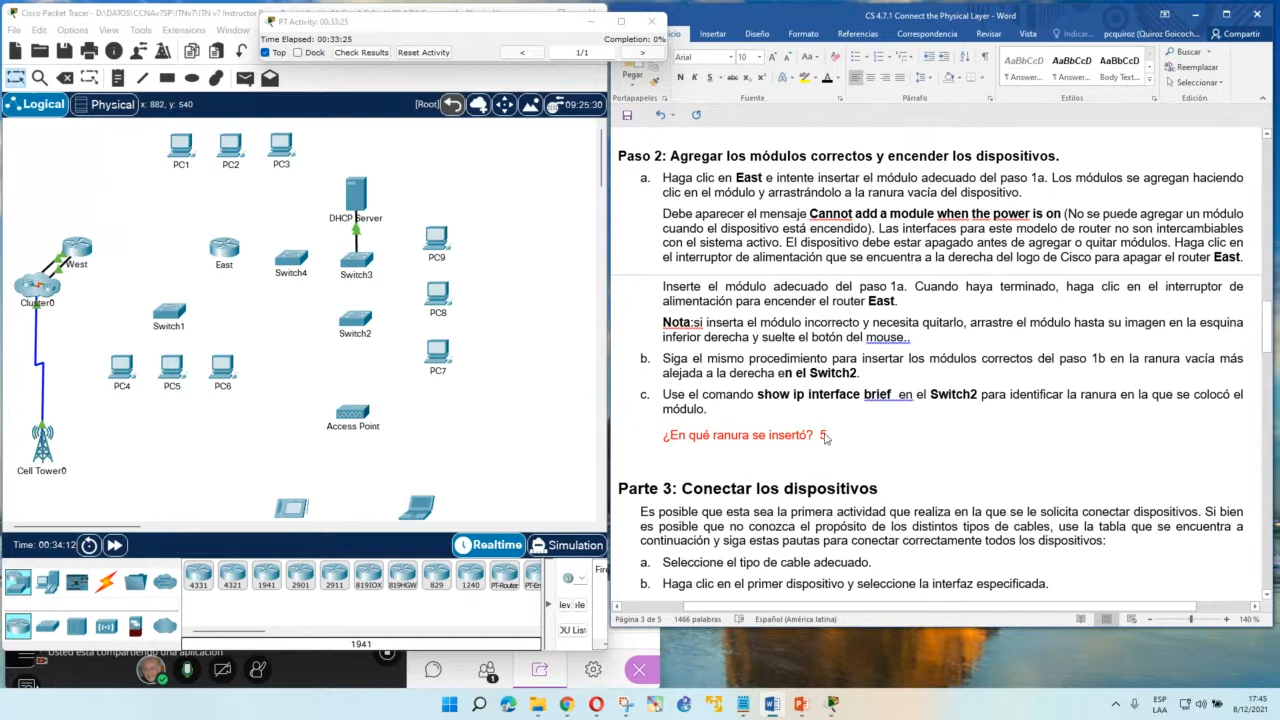 Cisco Packet Tracer - D:\DATOS\CCNAv7SP\ITNv7\ITN v7 Instructor
File Edit Options View Tools Extensions Window
PT Activity: 00:33:25
Time Elapsed: 00:33:25
Completion: 0%
Top Dock Check Results Reset Activity < 1/1 >
Logical Physical x: 882, y: 540 [Root] 09:25:30
PC1 PC2 PC3
DHCP Server
West
East
Switch4
Switch3
PC9
Cluster0
Switch1
Switch2
PC8
PC4 PC5 PC6
PC7
Access Point
Cell Tower0
Time: 00:34:12 Realtime Simulation
4331 4321 1941 2901 2911 819IOX 819HGW 829 1240 PT-Router PT-Em
Fire
1941
Usted está compartiendo una aplicación
1
CS 4.7.1 Connect the Physical Layer - Word
pcquiroz (Quiroz Goicoch...
Insertar Diseño Formato Referencias Correspondencia Revisar Vista Indicar... Compartir
Pegar
Arial 10
N K S abc x₂ x²
AaBbCcD AaBbCcD AaBbCcD
¶ Answer... ¶ Answer... Body Text...
Buscar
Reemplazar
Seleccionar
Portapapeles Fuente Párrafo Estilos Edición
Paso 2: Agregar los módulos correctos y encender los dispositivos.
a. Haga clic en East e intente insertar el módulo adecuado del paso 1a. Los módulos se agregan haciendo
clic en el módulo y arrastrándolo a la ranura vacía del dispositivo.
Debe aparecer el mensaje Cannot add a module when the power is on (No se puede agregar un módulo
cuando el dispositivo está encendido). Las interfaces para este modelo de router no son intercambiables
con el sistema activo. El dispositivo debe estar apagado antes de agregar o quitar módulos. Haga clic en
el interruptor de alimentación que se encuentra a la derecha del logo de Cisco para apagar el router East.
Inserte el módulo adecuado del paso 1a. Cuando haya terminado, haga clic en el interruptor de
alimentación para encender el router East.
Nota:si inserta el módulo incorrecto y necesita quitarlo, arrastre el módulo hasta su imagen en la esquina
inferior derecha y suelte el botón del mouse..
b. Siga el mismo procedimiento para insertar los módulos correctos del paso 1b en la ranura vacía más
alejada a la derecha en el Switch2.
c. Use el comando show ip interface brief en el Switch2 para identificar la ranura en la que se colocó el
módulo.
¿En qué ranura se insertó? 5
Parte 3: Conectar los dispositivos
Es posible que esta sea la primera actividad que realiza en la que se le solicita conectar dispositivos. Si bien
es posible que no conozca el propósito de los distintos tipos de cables, use la tabla que se encuentra a
continuación y siga estas pautas para conectar correctamente todos los dispositivos:
a. Seleccione el tipo de cable adecuado.
b. Haga clic en el primer dispositivo y seleccione la interfaz especificada.
Página 3 de 5 1466 palabras Español (América latina) 140 %
ESP
LAA
17:45
8/12/2021